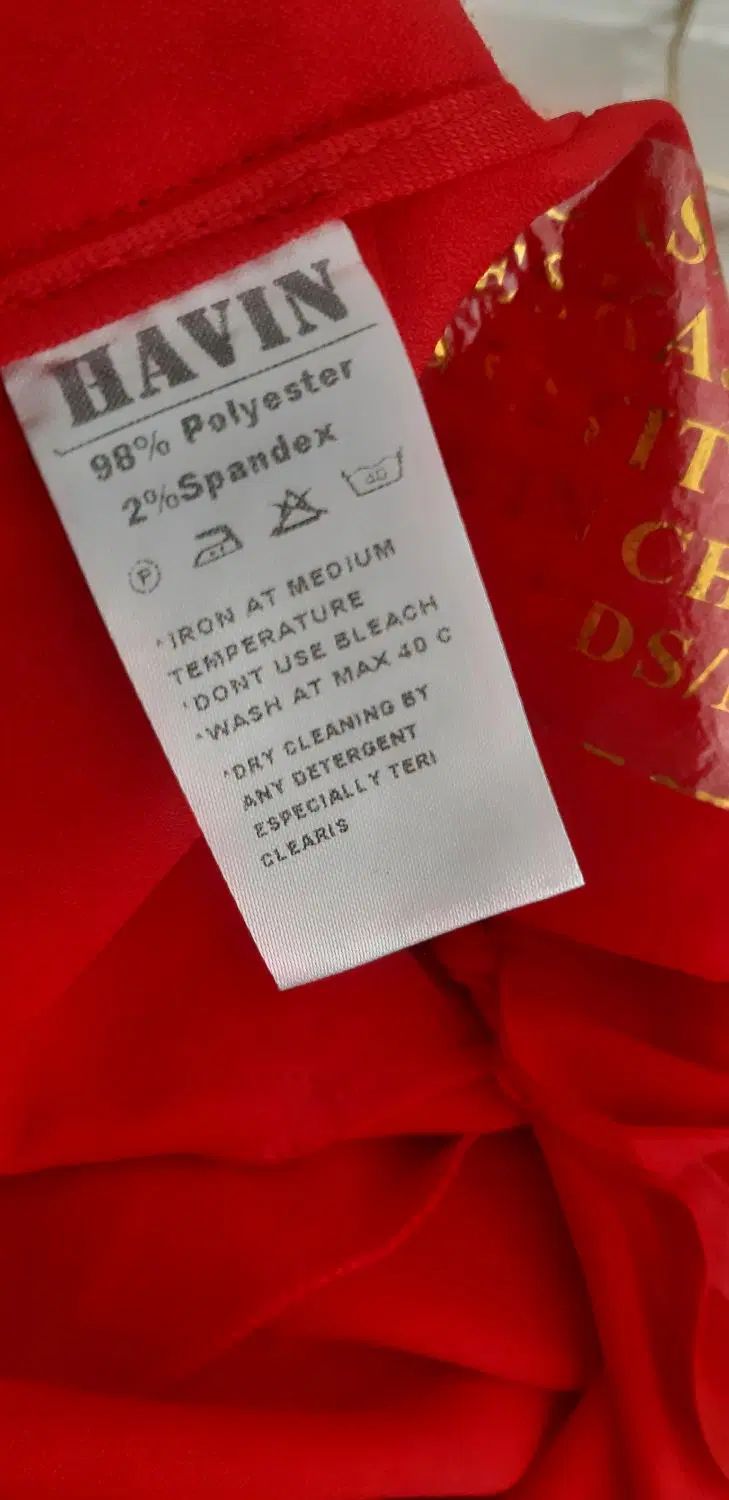 HAVIN
98% Polyester
2%Spandex
P 40
*IRON AT MEDIUM
TEMPERATURE
*DONT USE BLEACH
*WASH AT MAX 40 C
*DRY CLEANING BY
ANY DETERGENT
ESPECIALLY TERI
CLEARIS